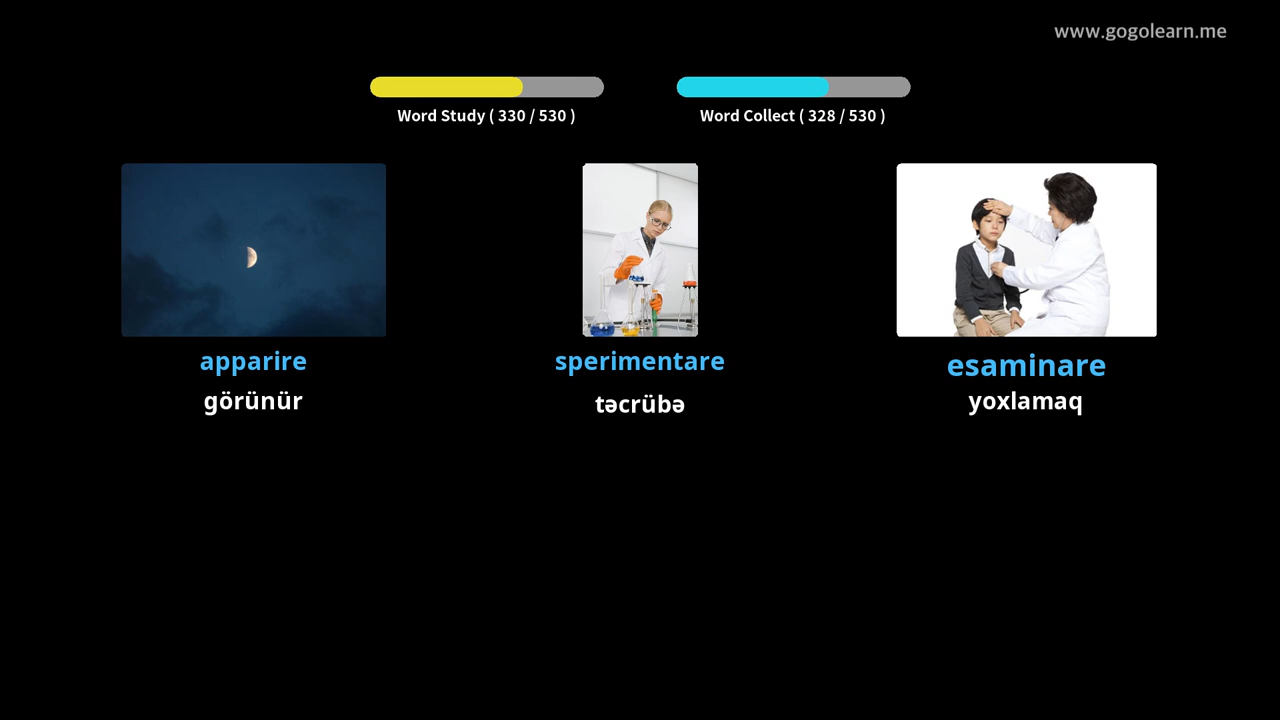 www.gogolearn.me
Word Study ( 330 / 530 )
Word Collect ( 328 / 530 )
apparire
görünür
sperimentare
təcrübə
esaminare
yoxlamaq